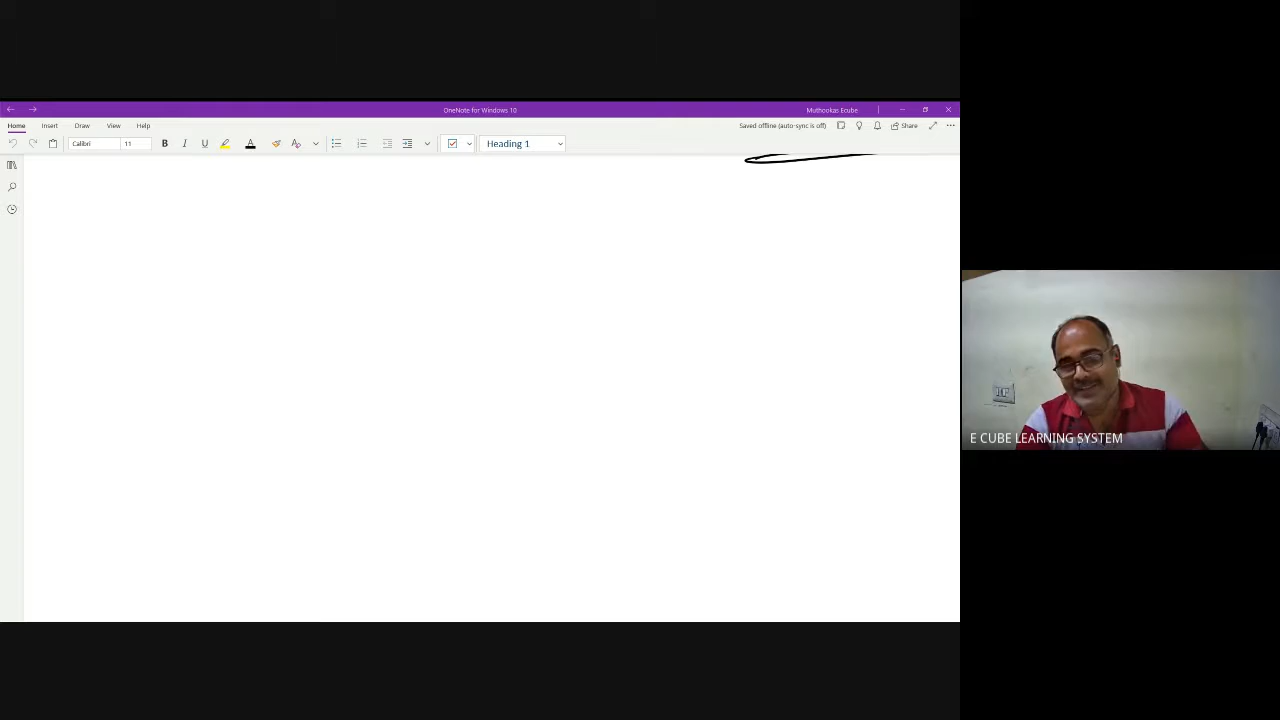 OneNote for Windows 10
Muthookas Ecube
Home Insert Draw View Help
Saved offline (auto-sync is off)
Share
Calibri 11 B I U A Heading 1
E CUBE LEARNING SYSTEM